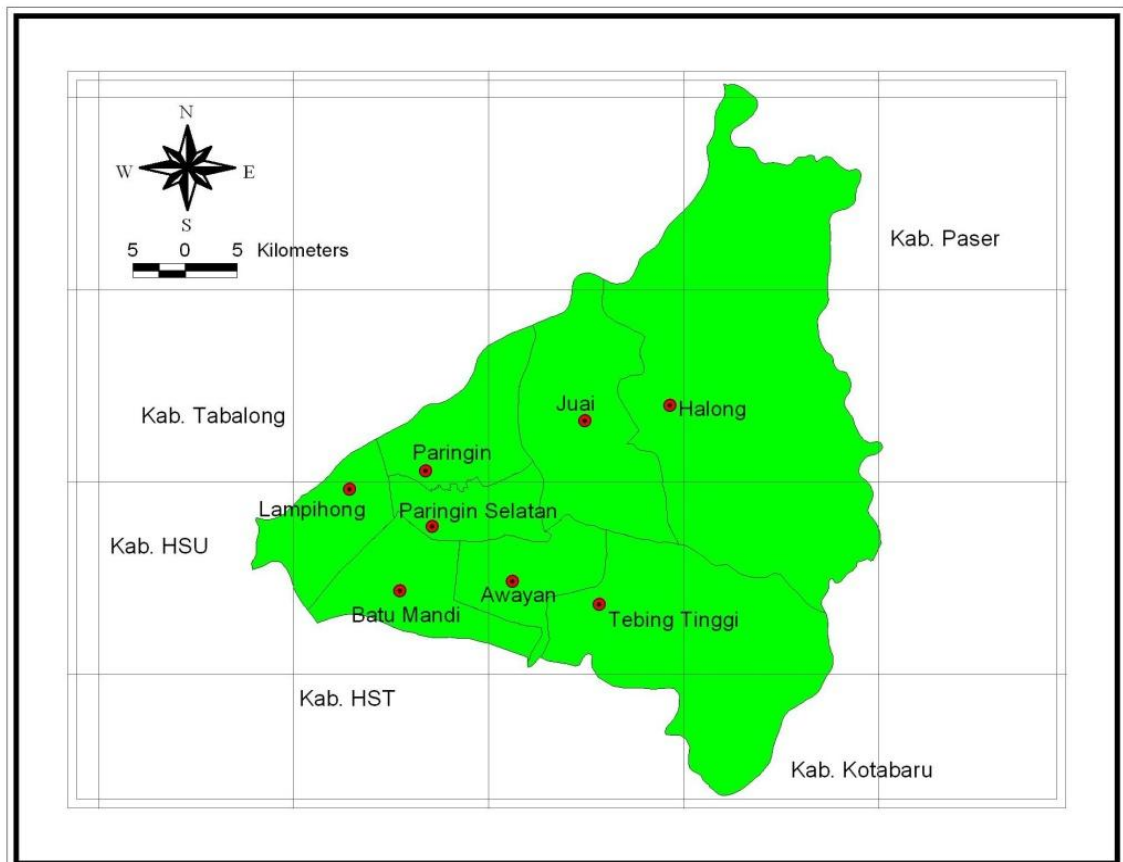 N
W E
S
5 0 5 Kilometers
Kab. Paser
Kab. Tabalong
Juai
Halong
Paringin
Lampihong
Paringin Selatan
Kab. HSU
Awayan
Batu Mandi
Tebing Tinggi
Kab. HST
Kab. Kotabaru